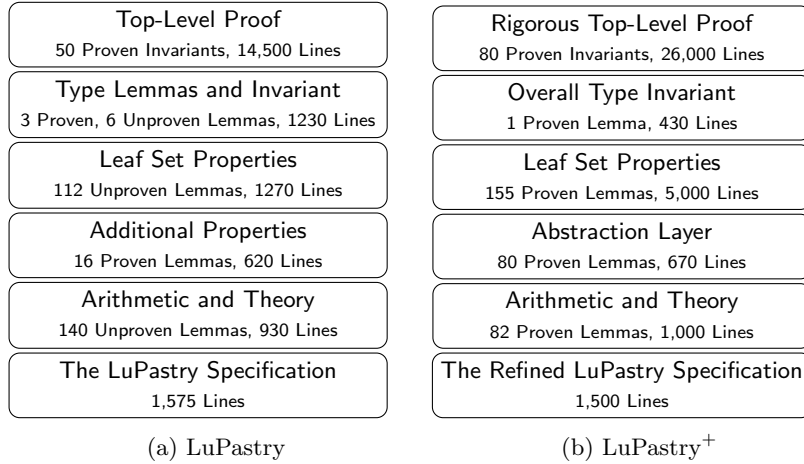 Top-Level Proof
50 Proven Invariants, 14,500 Lines
Type Lemmas and Invariant
3 Proven, 6 Unproven Lemmas, 1230 Lines
Leaf Set Properties
112 Unproven Lemmas, 1270 Lines
Additional Properties
16 Proven Lemmas, 620 Lines
Arithmetic and Theory
140 Unproven Lemmas, 930 Lines
The LuPastry Specification
1,575 Lines
(a) LuPastry
Rigorous Top-Level Proof
80 Proven Invariants, 26,000 Lines
Overall Type Invariant
1 Proven Lemma, 430 Lines
Leaf Set Properties
155 Proven Lemmas, 5,000 Lines
Abstraction Layer
80 Proven Lemmas, 670 Lines
Arithmetic and Theory
82 Proven Lemmas, 1,000 Lines
The Refined LuPastry Specification
1,500 Lines
(b) LuPastry⁺